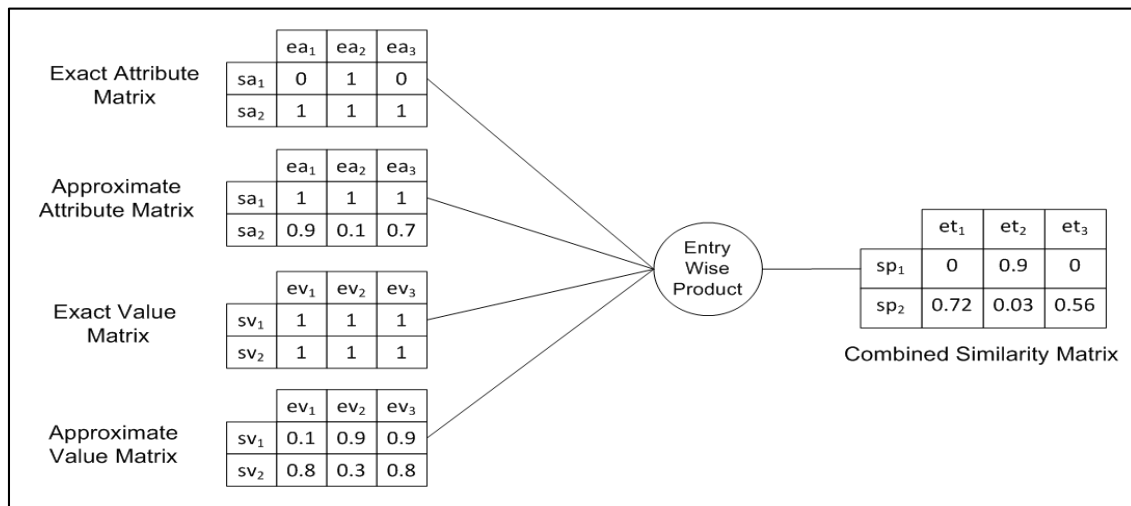 ea₁ ea₂ ea₃
Exact Attribute
Matrix
sa₁ 0 1 0
sa₂ 1 1 1
ea₁ ea₂ ea₃
Approximate
Attribute Matrix
sa₁ 1 1 1
sa₂ 0.9 0.1 0.7
ev₁ ev₂ ev₃
Exact Value
Matrix
sv₁ 1 1 1
sv₂ 1 1 1
ev₁ ev₂ ev₃
Approximate
Value Matrix
sv₁ 0.1 0.9 0.9
sv₂ 0.8 0.3 0.8
Entry
Wise
Product
et₁ et₂ et₃
sp₁ 0 0.9 0
sp₂ 0.72 0.03 0.56
Combined Similarity Matrix